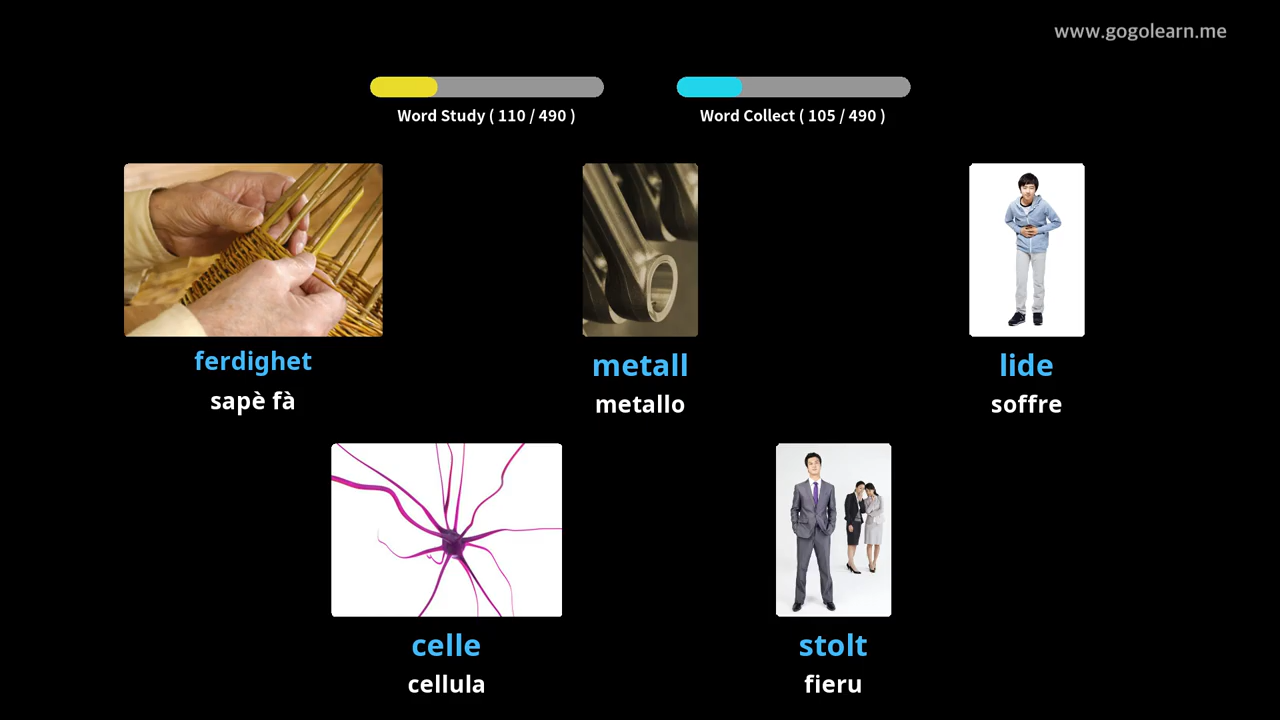 www.gogolearn.me
Word Study ( 110 / 490 )
Word Collect ( 105 / 490 )
ferdighet
sapè fà
metall
metallo
lide
soffre
celle
cellula
stolt
fieru